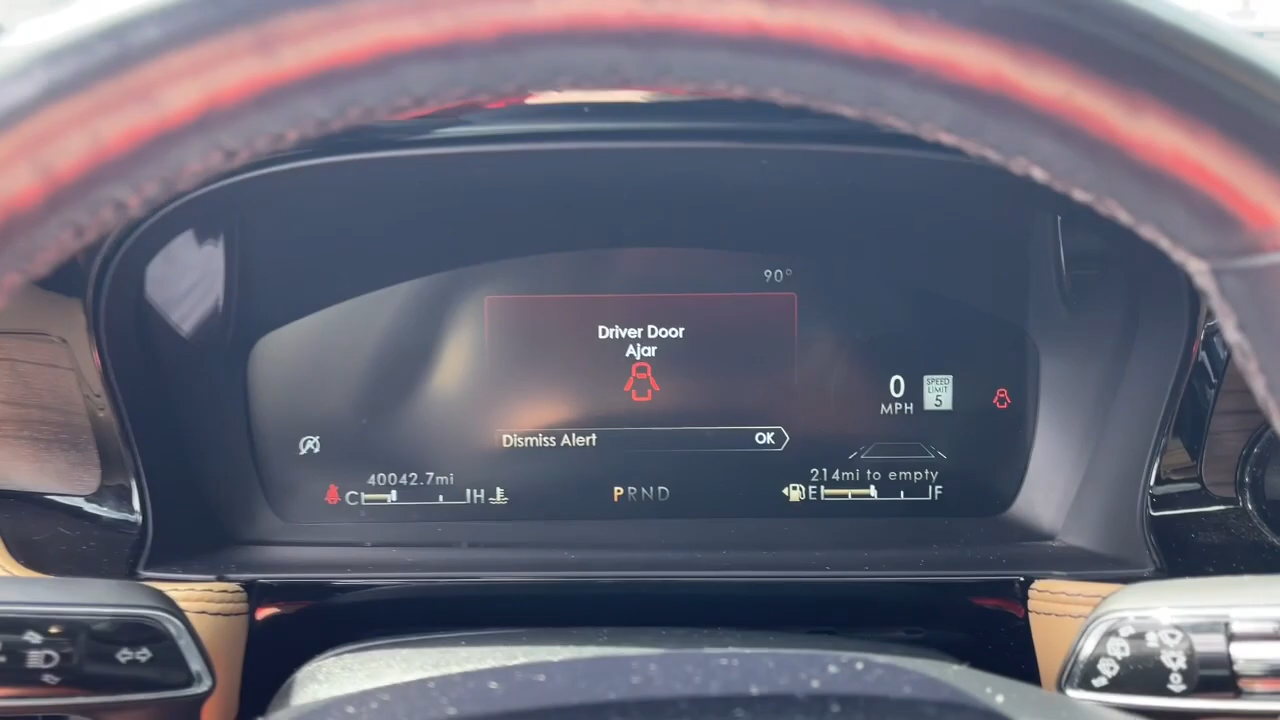 90°
Driver Door
Ajar
0
MPH
SPEED
LIMIT
5
Dismiss Alert
OK
40042.7mi
C H
PRND
214mi to empty
E F